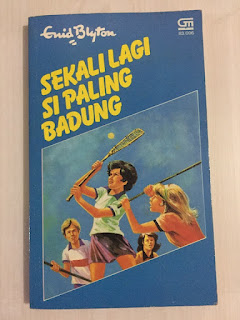 Enid Blyton
GM
SEKALI LAGI
SI PALING
BADUNG